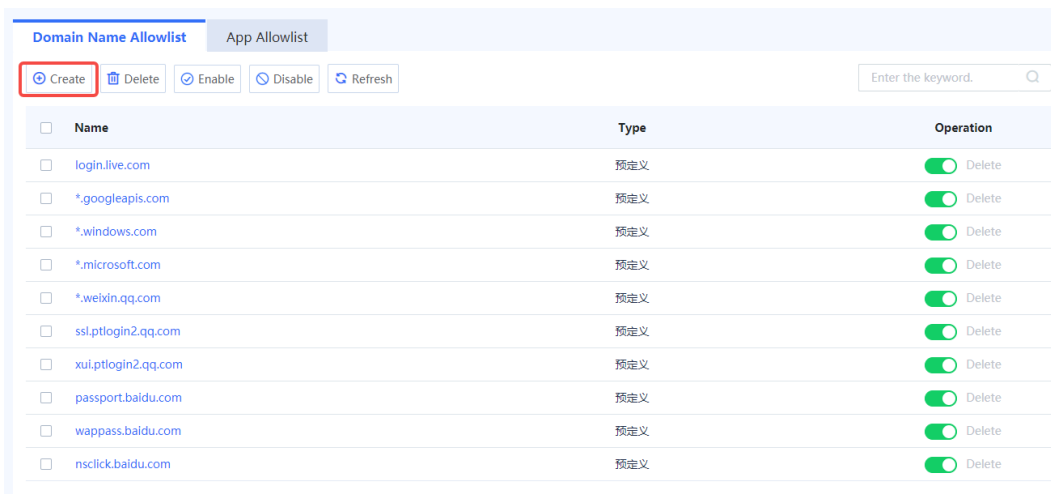 Domain Name Allowlist App Allowlist
Create Delete Enable Disable Refresh Enter the keyword.
Name Type Operation
login.live.com 预定义 Delete
*.googleapis.com 预定义 Delete
*.windows.com 预定义 Delete
*.microsoft.com 预定义 Delete
*.weixin.qq.com 预定义 Delete
ssl.ptlogin2.qq.com 预定义 Delete
xui.ptlogin2.qq.com 预定义 Delete
passport.baidu.com 预定义 Delete
wappass.baidu.com 预定义 Delete
nsclick.baidu.com 预定义 Delete